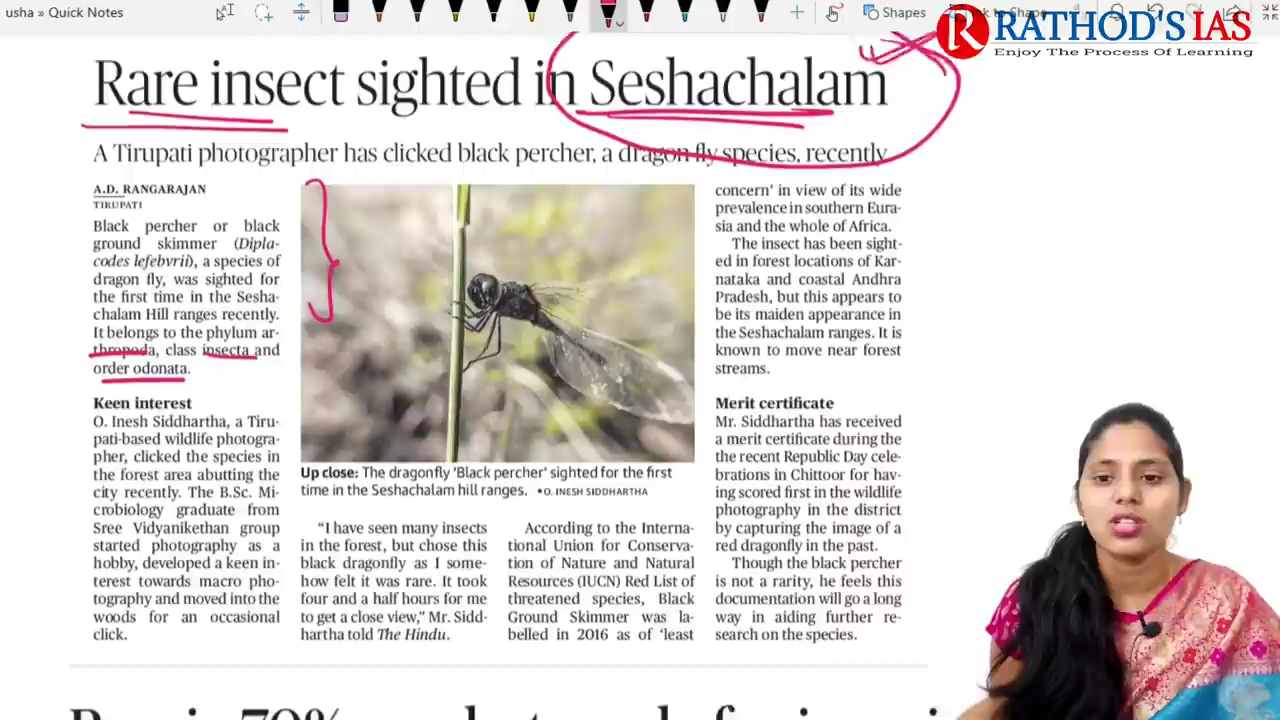 usha » Quick Notes
Shapes
Ink to Shape
RATHOD'S IAS
Enjoy The Process Of Learning
Rare insect sighted in Seshachalam
A Tirupati photographer has clicked black percher, a dragon fly species, recently
A.D. RANGARAJAN
TIRUPATI
Black percher or black
ground skimmer (Dipla-
codes lefebvrii), a species of
dragon fly, was sighted for
the first time in the Sesha-
chalam Hill ranges recently.
It belongs to the phylum ar-
thropoda, class insecta and
order odonata.
Keen interest
O. Inesh Siddhartha, a Tiru-
pati-based wildlife photogra-
pher, clicked the species in
the forest area abutting the
city recently. The B.Sc. Mi-
crobiology graduate from
Sree Vidyanikethan group
started photography as a
hobby, developed a keen in-
terest towards macro pho-
tography and moved into the
woods for an occasional
click.
Up close: The dragonfly 'Black percher' sighted for the first
time in the Seshachalam hill ranges. • O. INESH SIDDHARTHA
"I have seen many insects
in the forest, but chose this
black dragonfly as I some-
how felt it was rare. It took
four and a half hours for me
to get a close view," Mr. Sidd-
hartha told The Hindu.
According to the Interna-
tional Union for Conserva-
tion of Nature and Natural
Resources (IUCN) Red List of
threatened species, Black
Ground Skimmer was la-
belled in 2016 as of 'least
concern' in view of its wide
prevalence in southern Eura-
sia and the whole of Africa.
The insect has been sight-
ed in forest locations of Kar-
nataka and coastal Andhra
Pradesh, but this appears to
be its maiden appearance in
the Seshachalam ranges. It is
known to move near forest
streams.
Merit certificate
Mr. Siddhartha has received
a merit certificate during the
the recent Republic Day cele-
brations in Chittoor for hav-
ing scored first in the wildlife
photography in the district
by capturing the image of a
red dragonfly in the past.
Though the black percher
is not a rarity, he feels this
documentation will go a long
way in aiding further re-
search on the species.